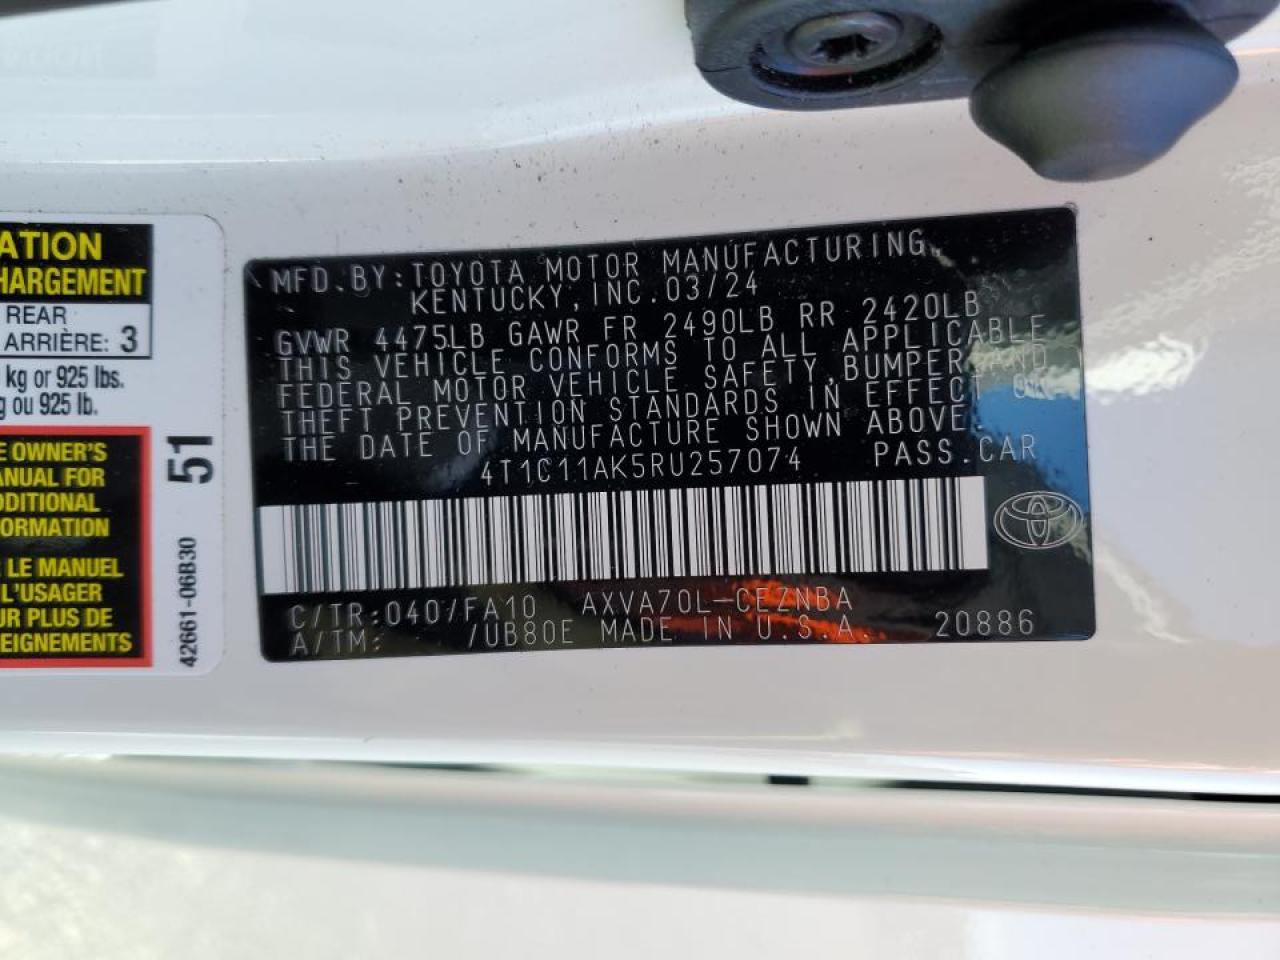 ATION
HARGEMENT
REAR
ARRIÈRE: 3
kg or 925 lbs.
g ou 925 lb.
OWNER'S
ANUAL FOR
DDITIONAL
FORMATION
LE MANUEL
L'USAGER
UR PLUS DE
EIGNEMENTS
51
42661-06B30
MFD.BY:TOYOTA MOTOR MANUFACTURING
KENTUCKY,INC.03/24
GVWR 4475LB GAWR FR 2490LB RR 2420LB
THIS VEHICLE CONFORMS TO ALL APPLICABLE
FEDERAL MOTOR VEHICLE SAFETY,BUMPER,AND
THEFT PREVENTION STANDARDS IN EFFECT ON
THE DATE OF MANUFACTURE SHOWN ABOVE.
4T1C11AK5RU257074 PASS.CAR
C/TR:040/FA10 AXVA70L-CEZNBA
A/TM: /UB80E MADE IN U.S.A. 20886